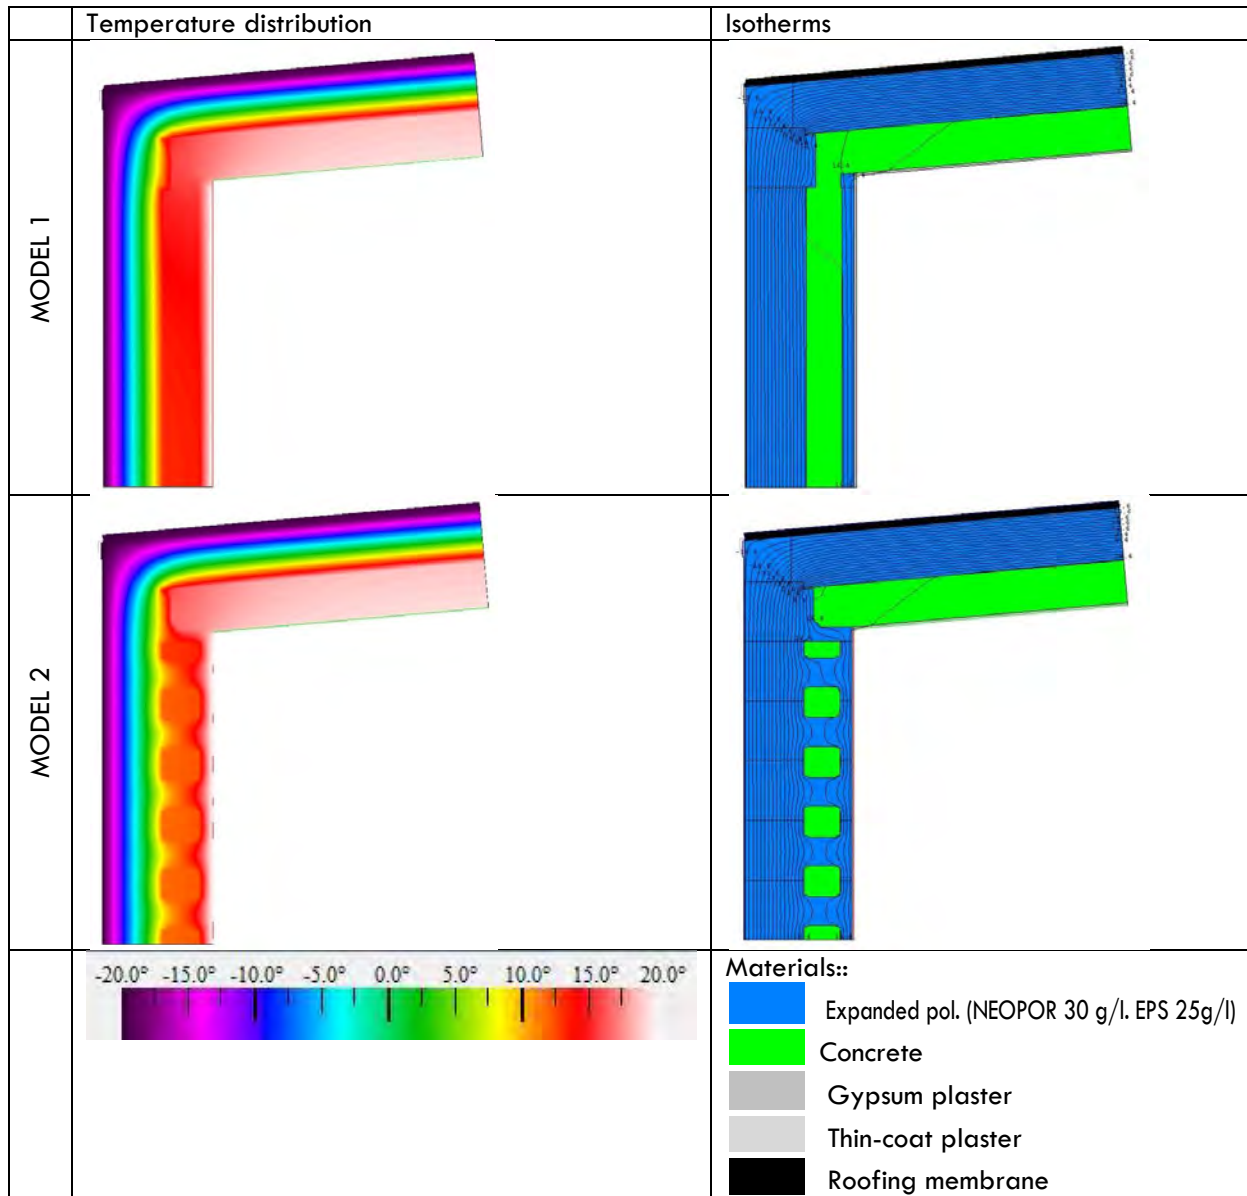 Temperature distribution
Isotherms
MODEL 1
MODEL 2
-20.0° -15.0° -10.0° -5.0° 0.0° 5.0° 10.0° 15.0° 20.0°
Materials::
Expanded pol. (NEOPOR 30 g/l. EPS 25g/l)
Concrete
Gypsum plaster
Thin-coat plaster
Roofing membrane